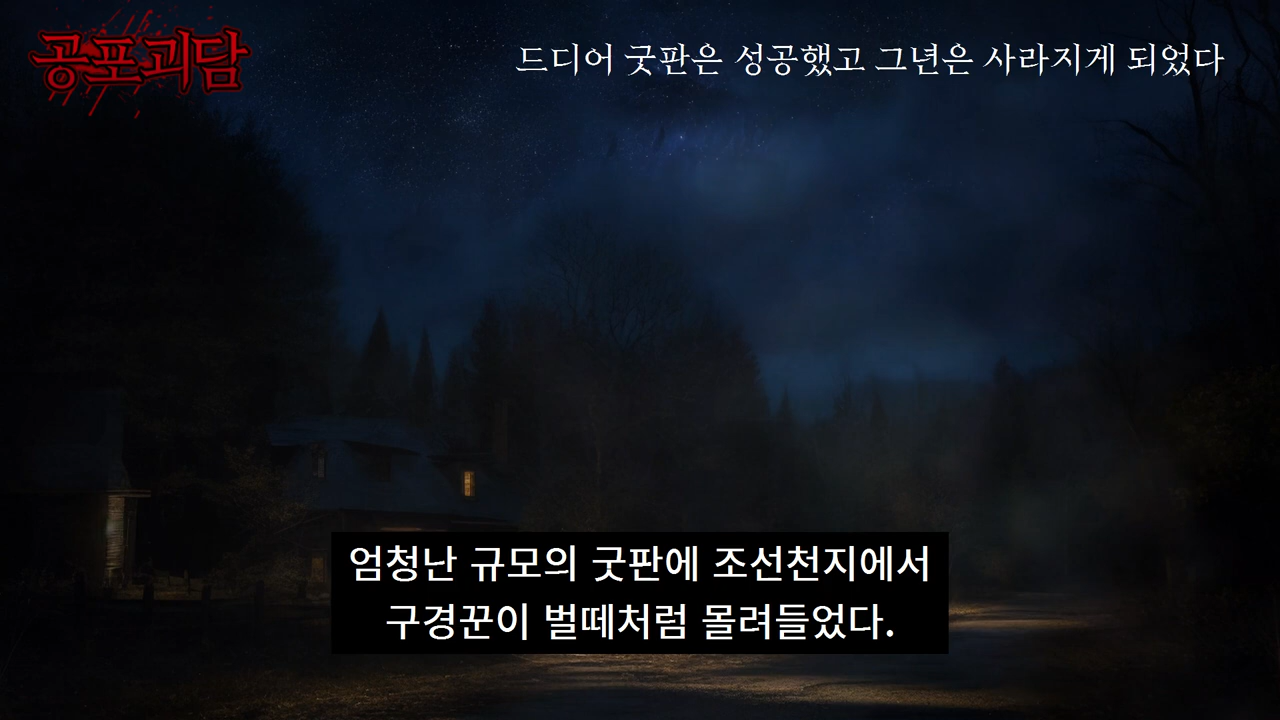 공포괴담
드디어 굿판은 성공했고 그년은 사라지게 되었다
엄청난 규모의 굿판에 조선천지에서
구경꾼이 벌떼처럼 몰려들었다.